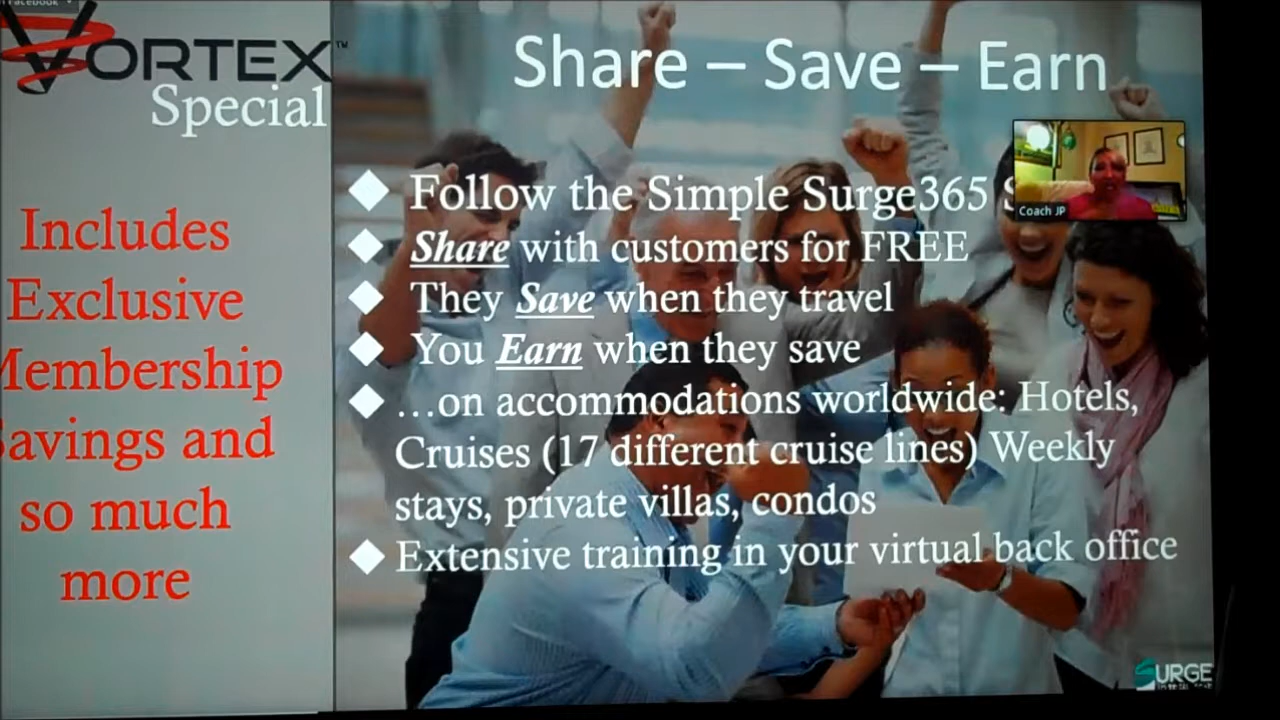 Facebook
VORTEX™
Special
Includes
Exclusive
Membership
Savings and
so much
more
Share – Save – Earn
Follow the Simple Surge365 S
Share with customers for FREE
They Save when they travel
You Earn when they save
…on accommodations worldwide: Hotels,
Cruises (17 different cruise lines) Weekly
stays, private villas, condos
Extensive training in your virtual back office
Coach JP
SURGE